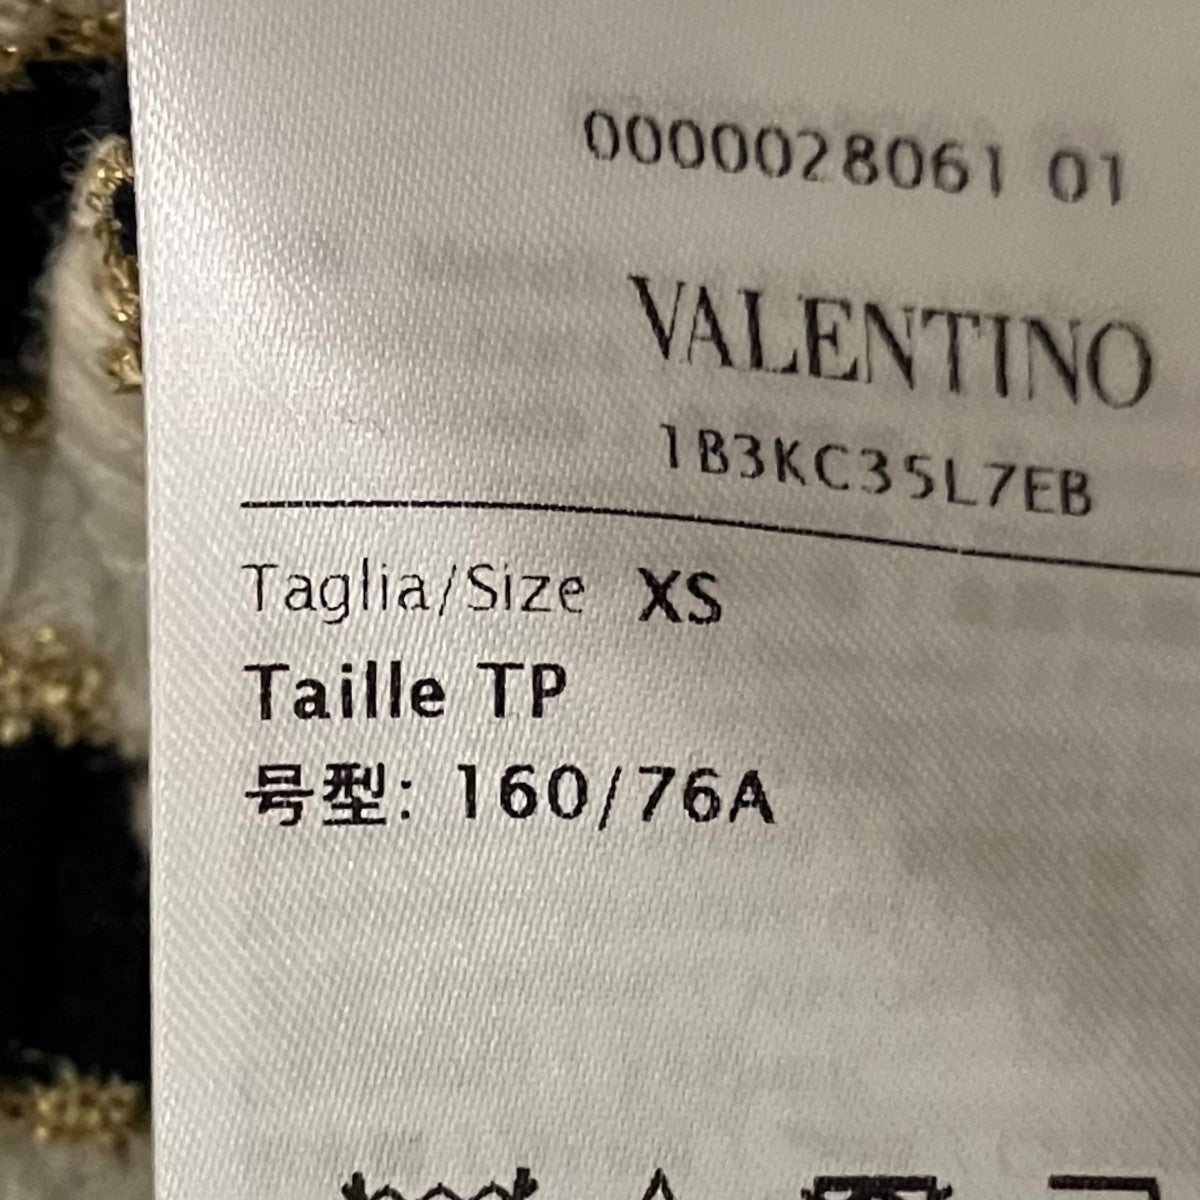 0000028061 01
VALENTINO
1B3KC35L7EB
Taglia/Size XS
Taille TP
号型: 160/76A